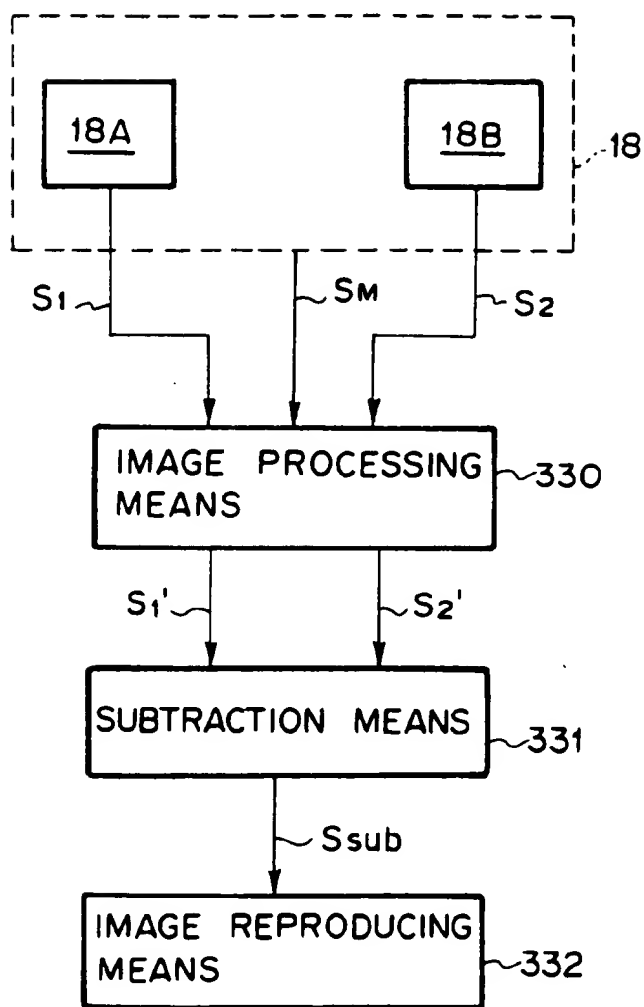 18A
18B
18
S1
SM
S2
IMAGE PROCESSING
MEANS
330
S1'
S2'
SUBTRACTION MEANS
331
Ssub
IMAGE REPRODUCING
MEANS
332